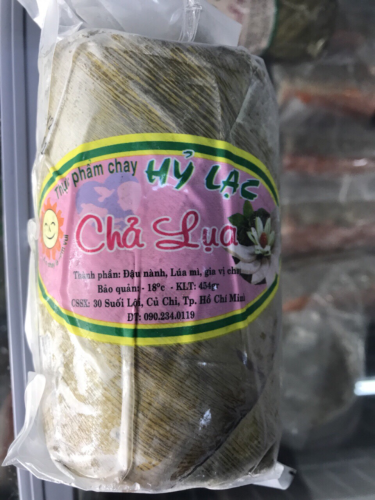 Thực phẩm chay HỶ LẠC
Chả Lụa
Thành phần: Đậu nành, Lúa mì, gia vị chay
Bảo quản: - 18°c - KLT: 454gr
CSSX: 30 Suối Lội, Củ Chi, Tp. Hồ Chí Minh
ĐT: 090.234.0119